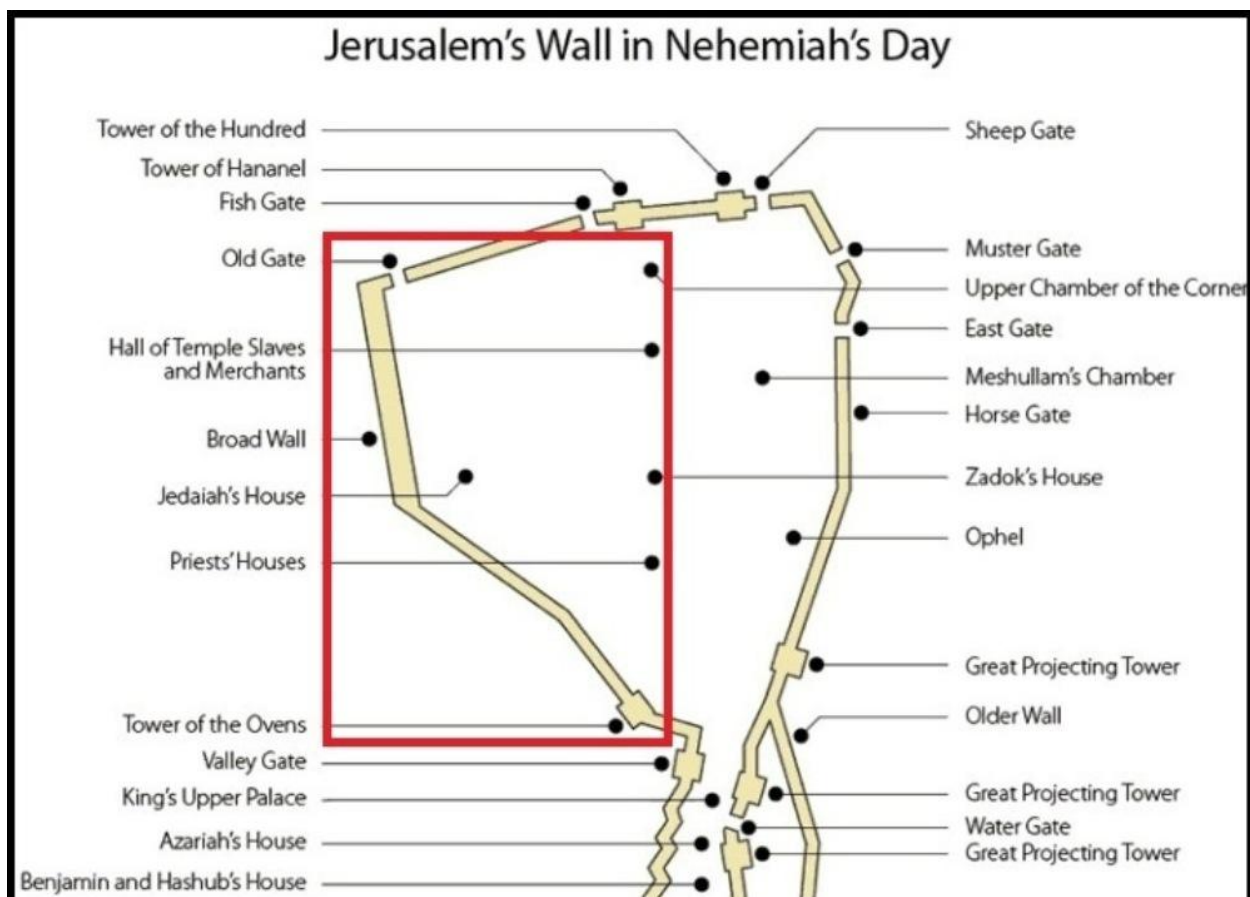 Jerusalem's Wall in Nehemiah's Day
Tower of the Hundred
Tower of Hananel
Fish Gate
Old Gate
Hall of Temple Slaves
and Merchants
Broad Wall
Jedaiah's House
Priests' Houses
Tower of the Ovens
Valley Gate
King's Upper Palace
Azariah's House
Benjamin and Hashub's House
Sheep Gate
Muster Gate
Upper Chamber of the Corner
East Gate
Meshullam's Chamber
Horse Gate
Zadok's House
Ophel
Great Projecting Tower
Older Wall
Great Projecting Tower
Water Gate
Great Projecting Tower